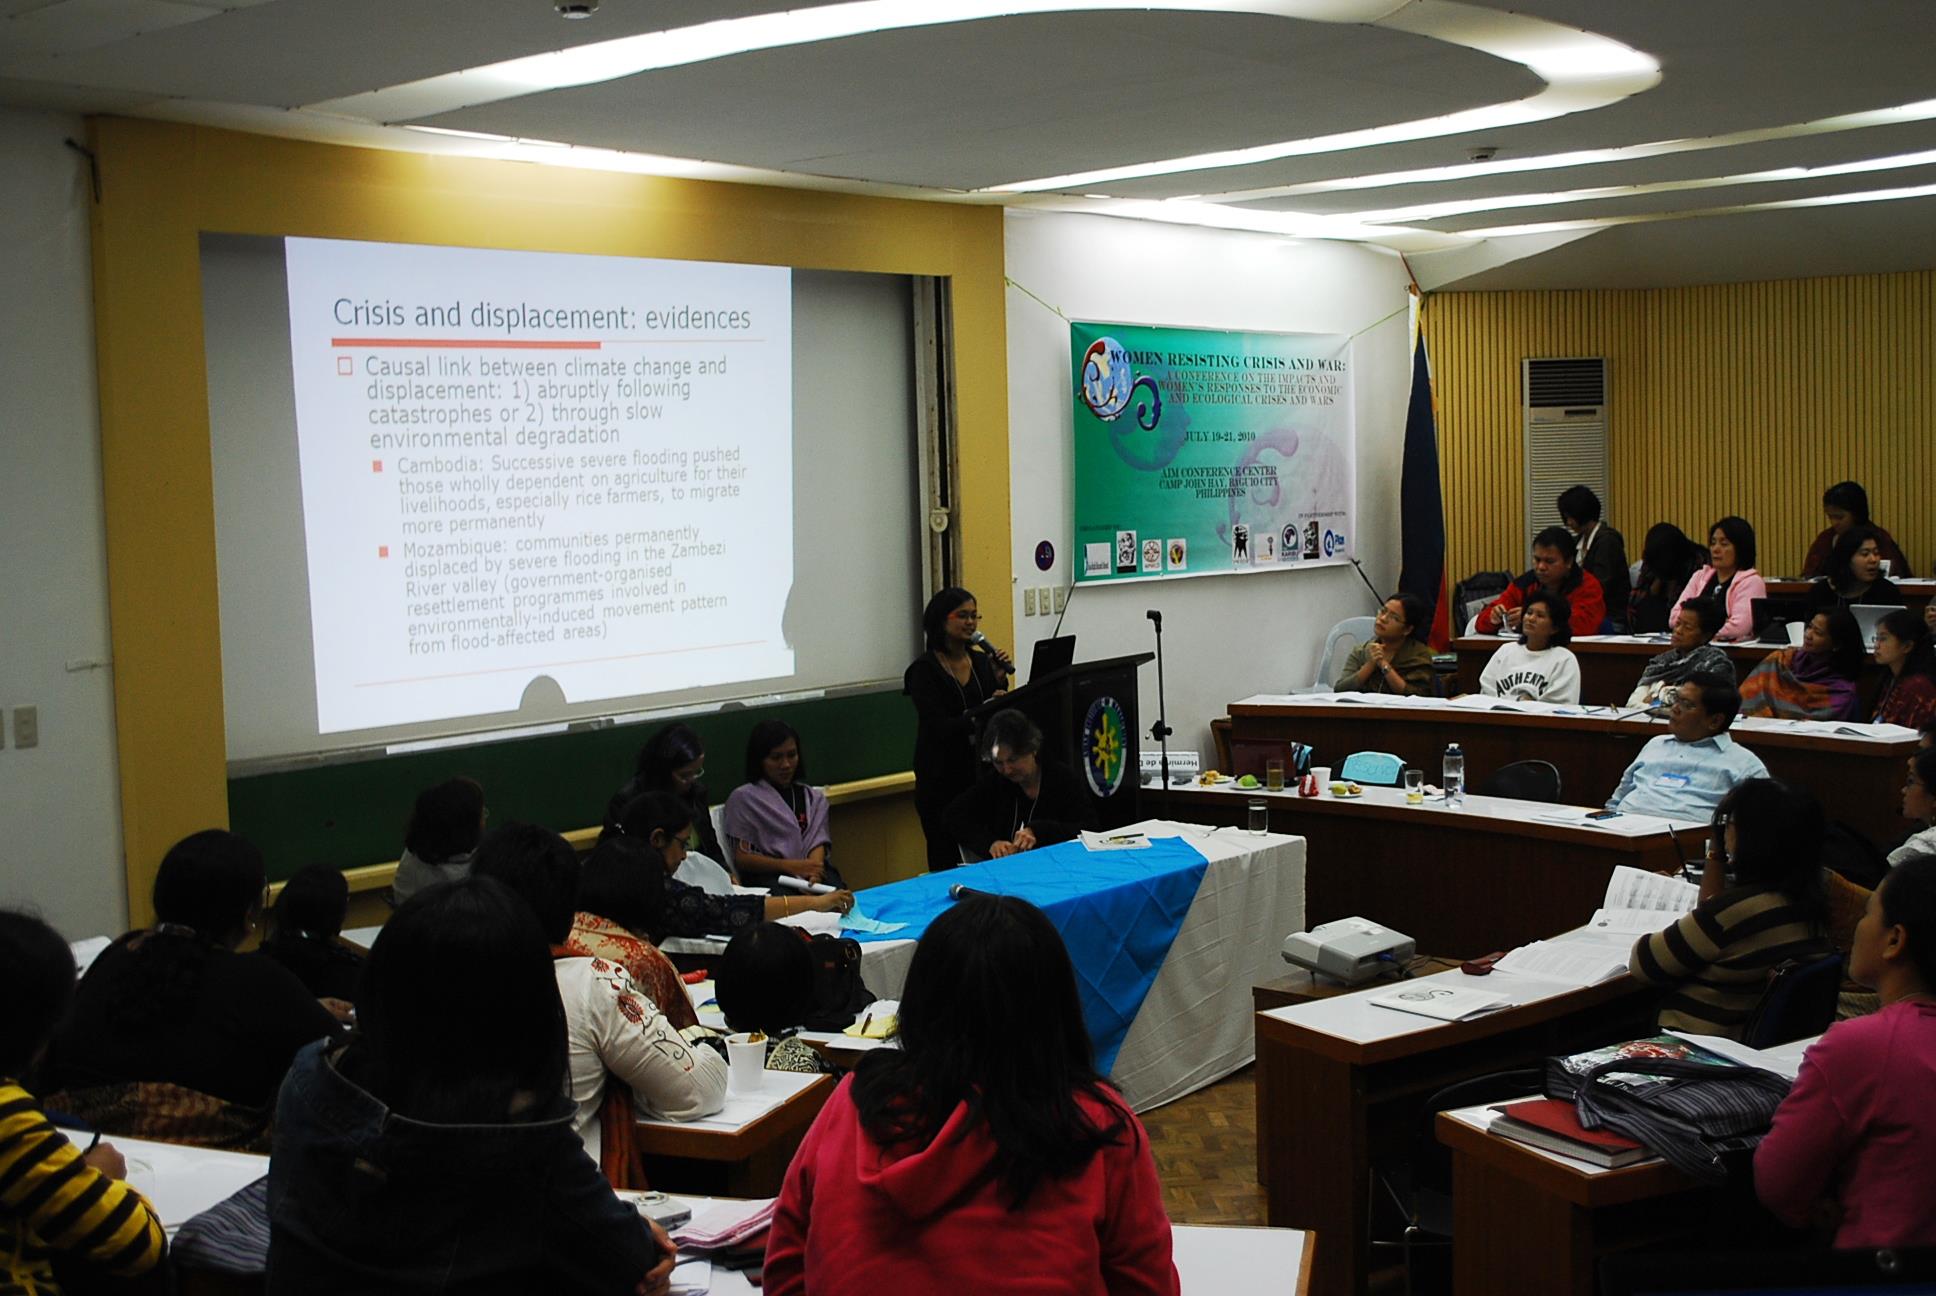 Crisis and displacement: evidences
Causal link between climate change and
displacement: 1) abruptly following
catastrophes or 2) through slow
environmental degradation
Cambodia: Successive severe flooding pushed
those wholly dependent on agriculture for their
livelihoods, especially rice farmers, to migrate
more permanently
Mozambique: communities permanently
displaced by severe flooding in the Zambezi
River valley (government-organised
resettlement programmes involved in
environmentally-induced movement pattern
from flood-affected areas)
WOMEN RESISTING CRISIS AND WAR:
A CONFERENCE ON THE IMPACTS AND
WOMEN'S RESPONSES TO THE ECONOMIC
AND ECOLOGICAL CRISES AND WARS
JULY 19-21, 2010
AIM CONFERENCE CENTER
CAMP JOHN HAY, BAGUIO CITY
PHILIPPINES
Plan
AUTHENTIC
Herminia de
RESERVED